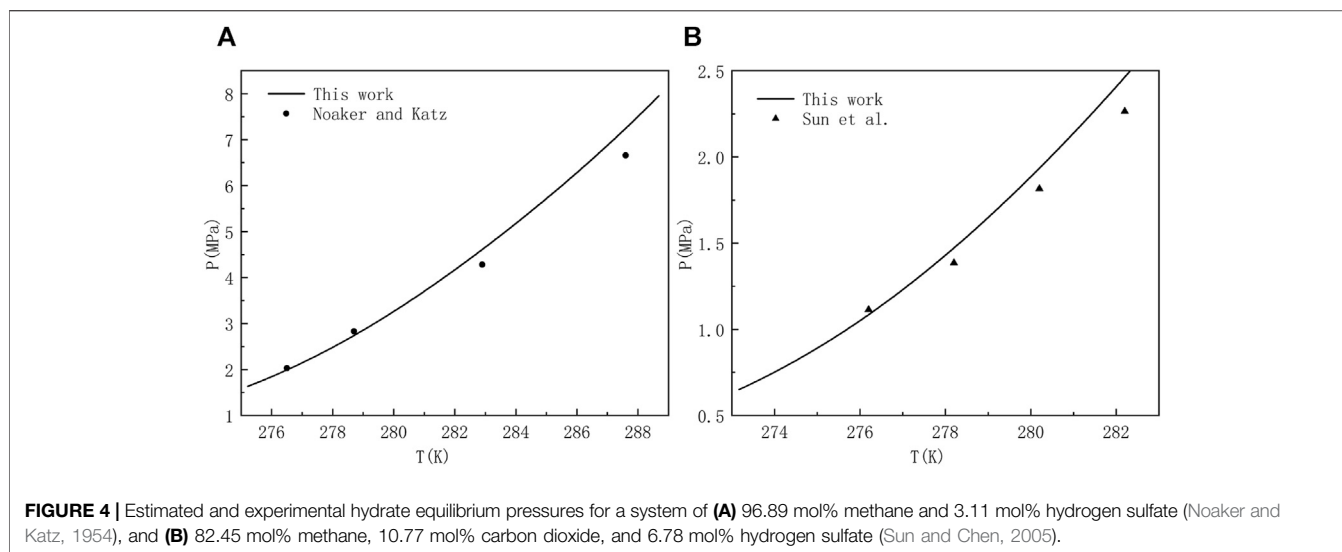 A
B
8
7
6
5
4
3
2
1
P(MPa)
This work
Noaker and Katz
276 278 280 282 284 286 288
T(K)
2.5
2.0
1.5
1.0
0.5
P(MPa)
This work
Sun et al.
274 276 278 280 282
T(K)
FIGURE 4 | Estimated and experimental hydrate equilibrium pressures for a system of (A) 96.89 mol% methane and 3.11 mol% hydrogen sulfate (Noaker and
Katz, 1954), and (B) 82.45 mol% methane, 10.77 mol% carbon dioxide, and 6.78 mol% hydrogen sulfate (Sun and Chen, 2005).